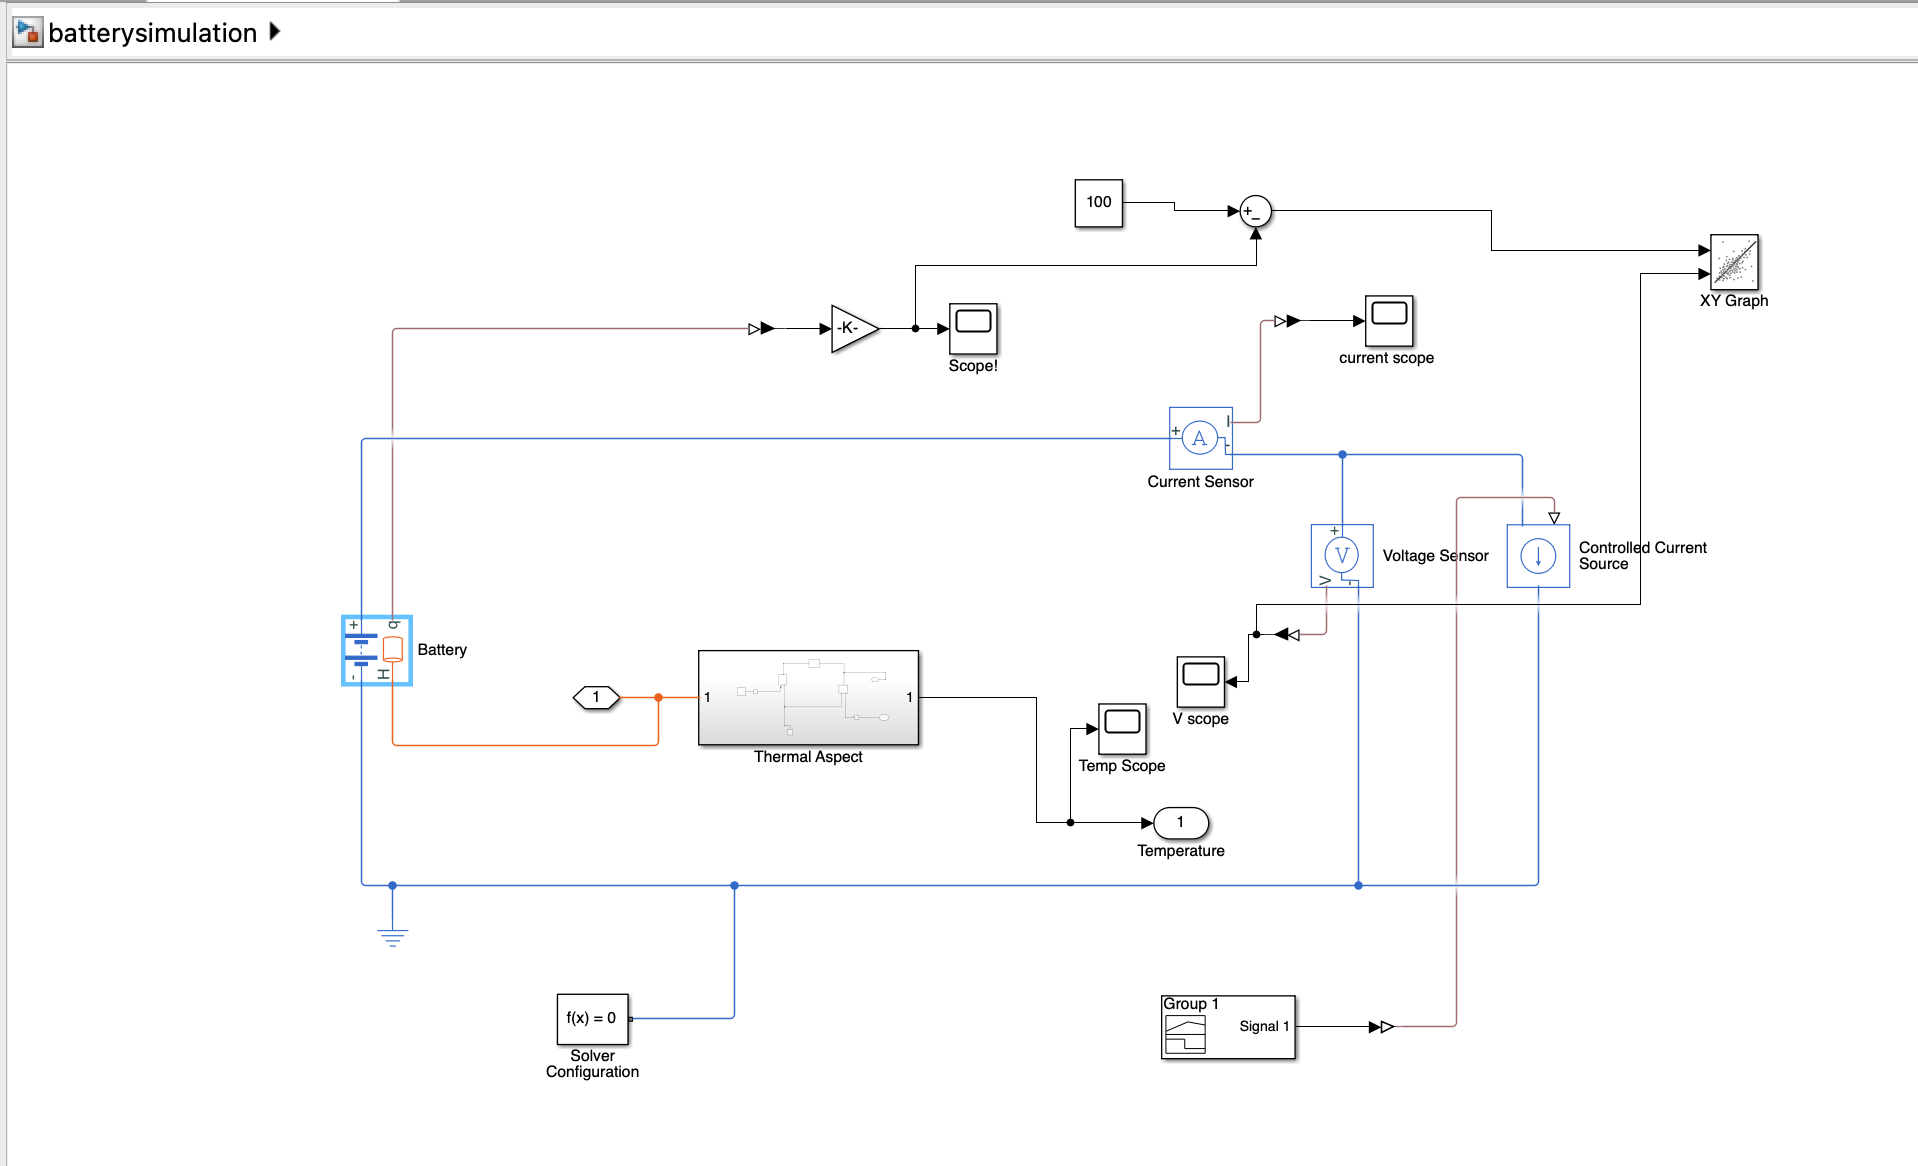 batterysimulation
100
+
_
XY Graph
-K-
Scope!
current scope
+
A
I
-
Current Sensor
+
V
V
-
Voltage Sensor
Controlled Current
Source
+
q
-
H
Battery
1
1
1
Thermal Aspect
V scope
Temp Scope
1
Temperature
f(x) = 0
Solver
Configuration
Group 1
Signal 1